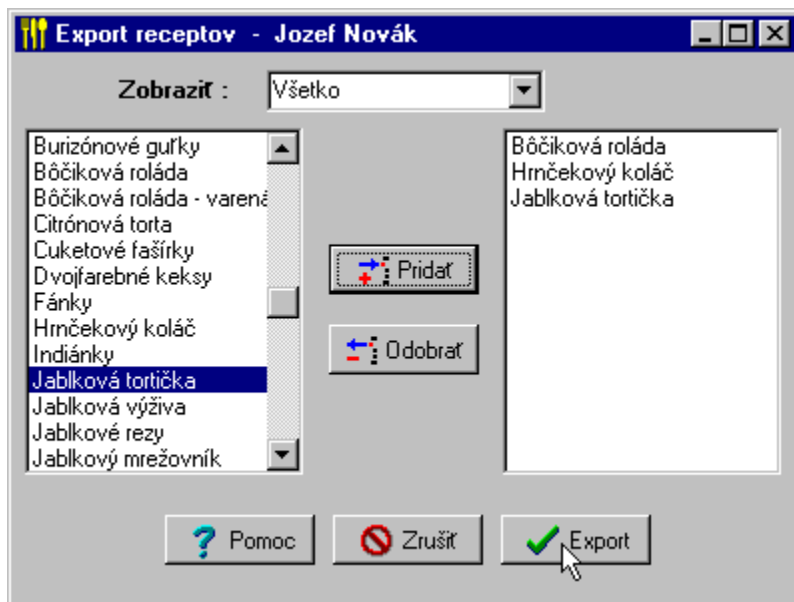 Export receptov - Jozef Novák
Zobraziť :
Všetko
Burizónové guľky
Bôčiková roláda
Bôčiková roláda - varená
Citrónová torta
Cuketové fašírky
Dvojfarebné keksy
Fánky
Hrnčekový koláč
Indiánky
Jablková tortička
Jablková výživa
Jablkové rezy
Jablkový mrežovník
Pridať
Odobrať
Bôčiková roláda
Hrnčekový koláč
Jablková tortička
Pomoc
Zrušiť
Export